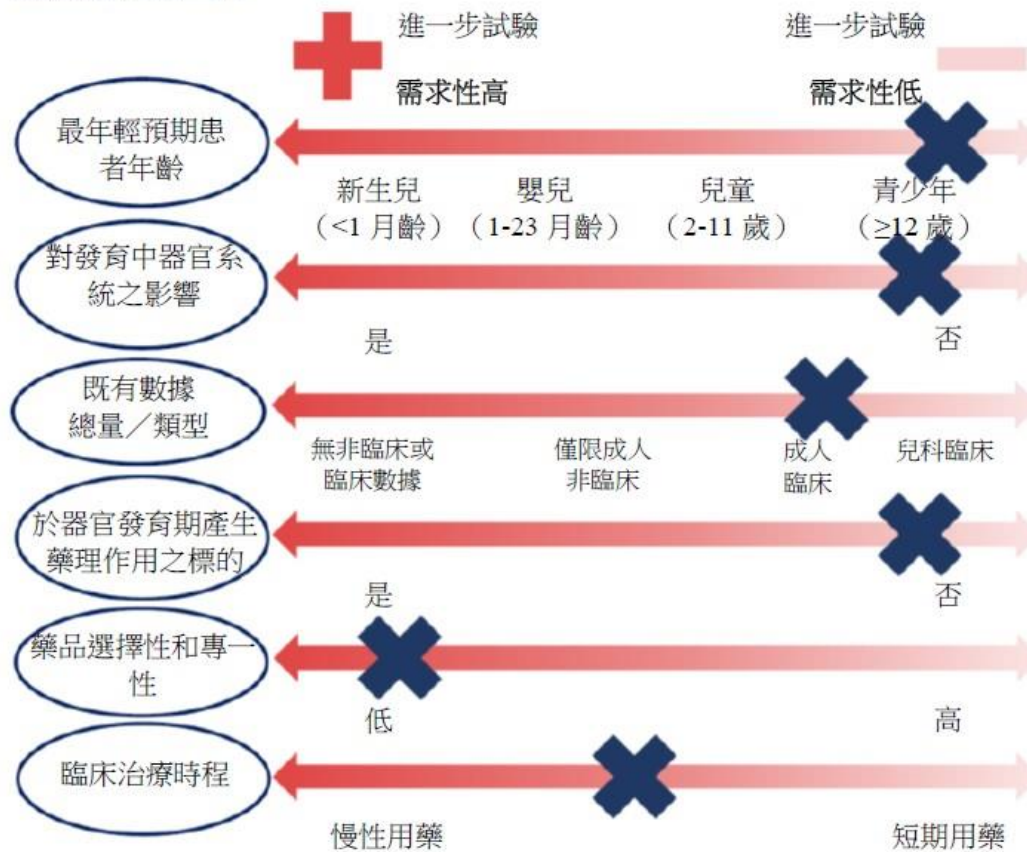 進一步試驗
進一步試驗
需求性高
需求性低
最年輕預期患
者年齡
新生兒
嬰兒
兒童
青少年
（<1 月齡）
（1-23 月齡）
（2-11 歲）
（≥12 歲）
對發育中器官系
統之影響
是
否
既有數據
總量／類型
無非臨床或
臨床數據
僅限成人
非臨床
成人
臨床
兒科臨床
於器官發育期產生
藥理作用之標的
是
否
藥品選擇性和專一
性
低
高
臨床治療時程
慢性用藥
短期用藥